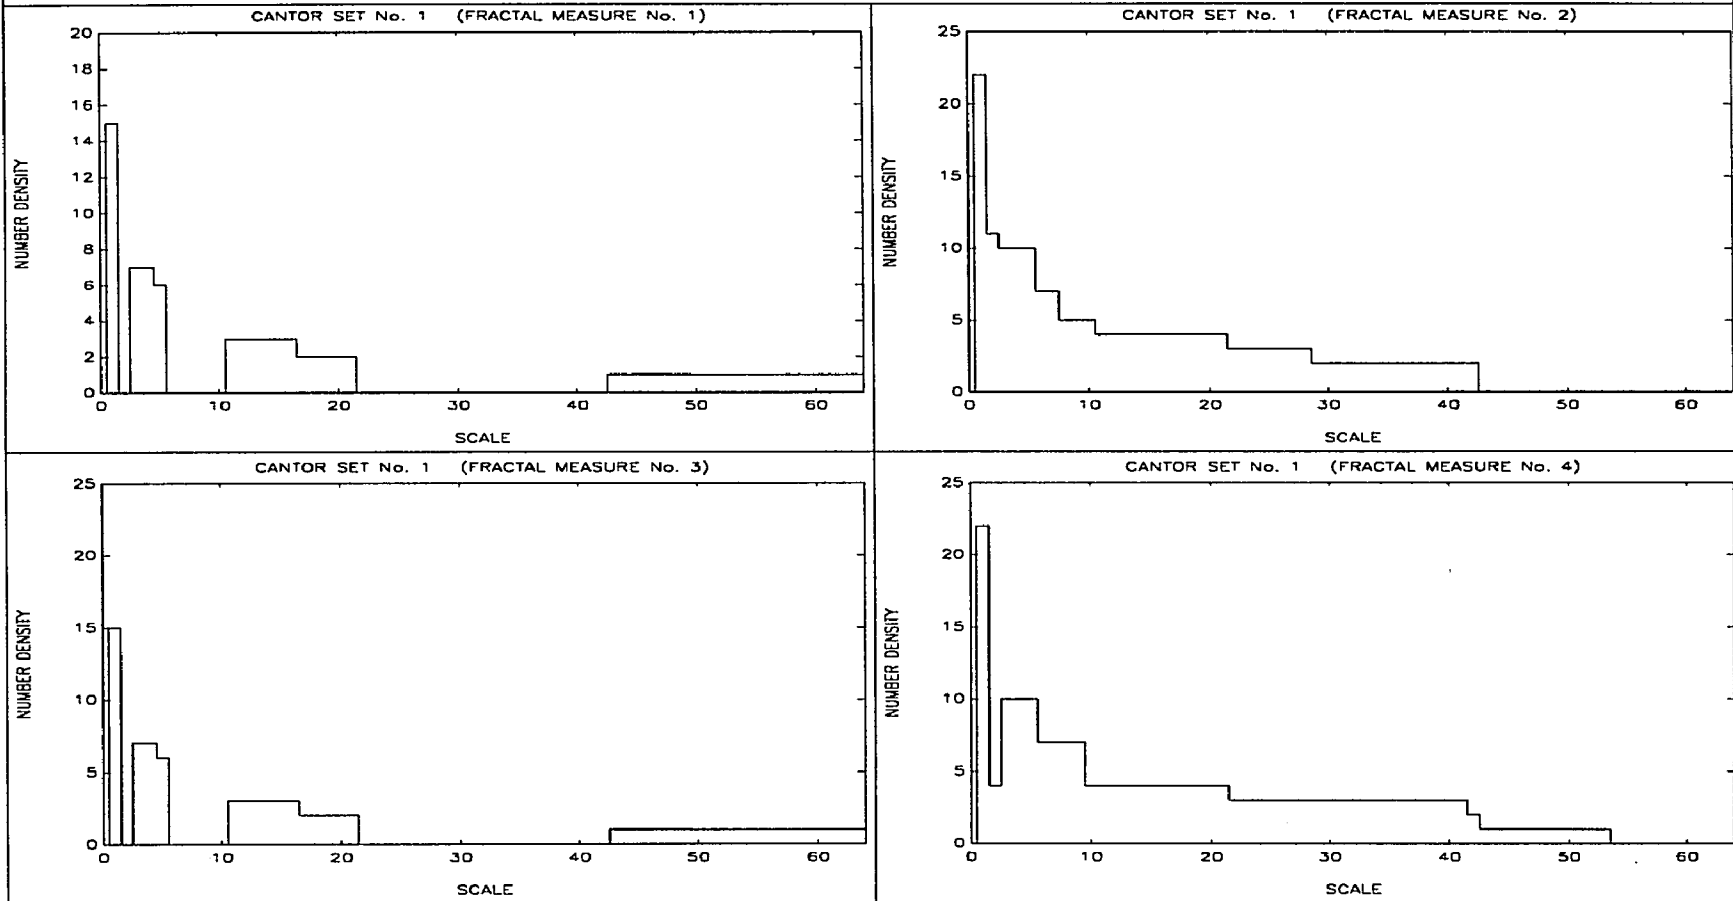 CANTOR SET No. 1 (FRACTAL MEASURE No. 1)
20
18
16
14
12
10
8
6
4
2
0
NUMBER DENSITY
0 10 20 30 40 50 60
SCALE
CANTOR SET No. 1 (FRACTAL MEASURE No. 2)
25
20
15
10
5
0
NUMBER DENSITY
0 10 20 30 40 50 60
SCALE
CANTOR SET No. 1 (FRACTAL MEASURE No. 3)
25
20
15
10
5
0
NUMBER DENSITY
0 10 20 30 40 50 60
SCALE
CANTOR SET No. 1 (FRACTAL MEASURE No. 4)
25
20
15
10
5
0
NUMBER DENSITY
0 10 20 30 40 50 60
SCALE